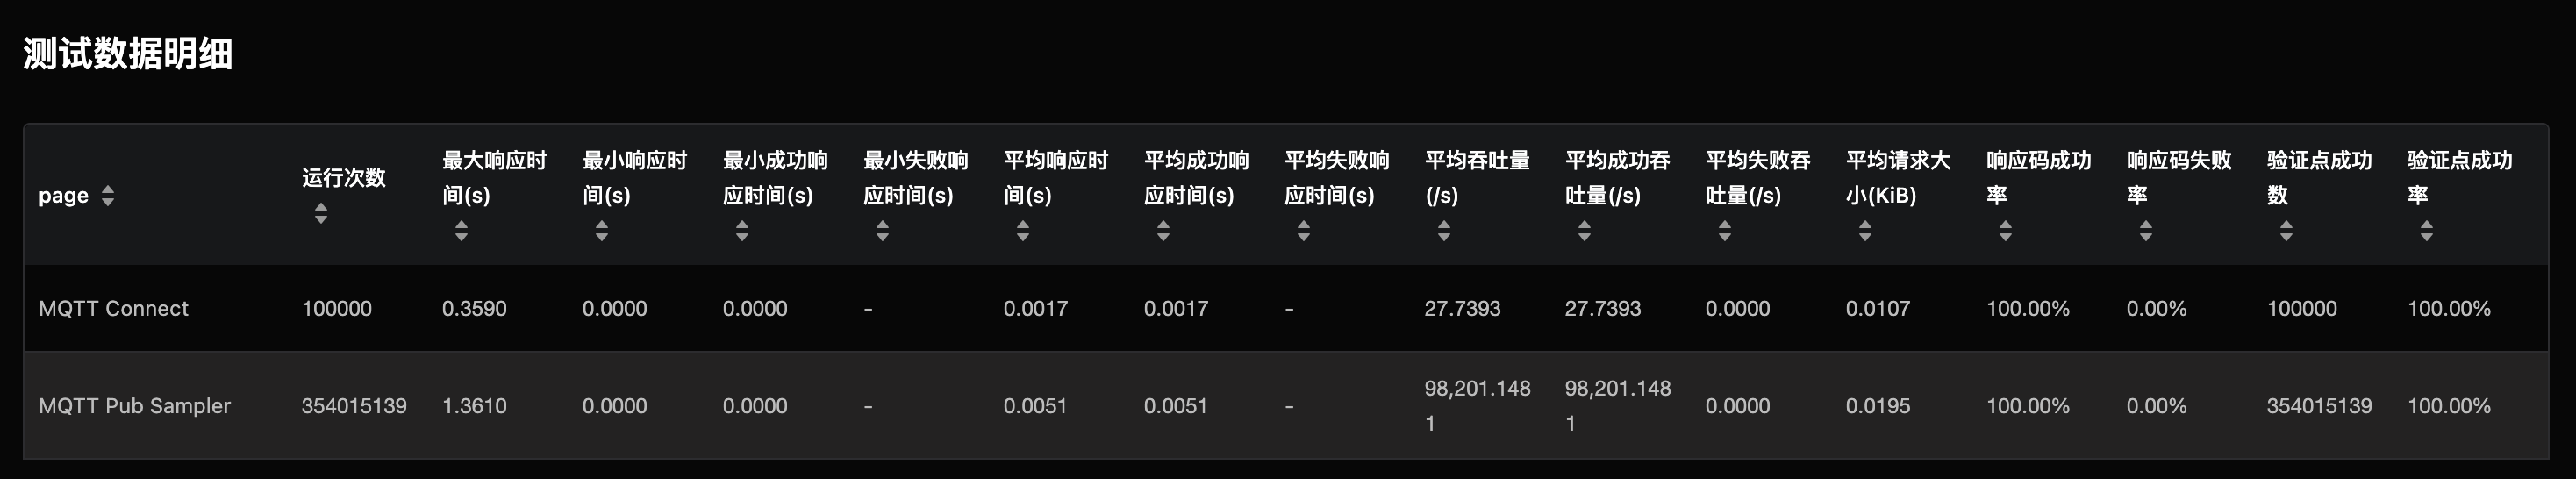 测试数据明细
page 运行次数 最大响应时间(s) 最小响应时间(s) 最小成功响应时间(s) 最小失败响应时间(s) 平均响应时间(s) 平均成功响应时间(s) 平均失败响应时间(s) 平均吞吐量(/s) 平均成功吞吐量(/s) 平均失败吞吐量(/s) 平均请求大小(KiB) 响应码成功率 响应码失败率 验证点成功数 验证点成功率
MQTT Connect 100000 0.3590 0.0000 0.0000 - 0.0017 0.0017 - 27.7393 27.7393 0.0000 0.0107 100.00% 0.00% 100000 100.00%
MQTT Pub Sampler 354015139 1.3610 0.0000 0.0000 - 0.0051 0.0051 - 98,201.1481 98,201.1481 0.0000 0.0195 100.00% 0.00% 354015139 100.00%